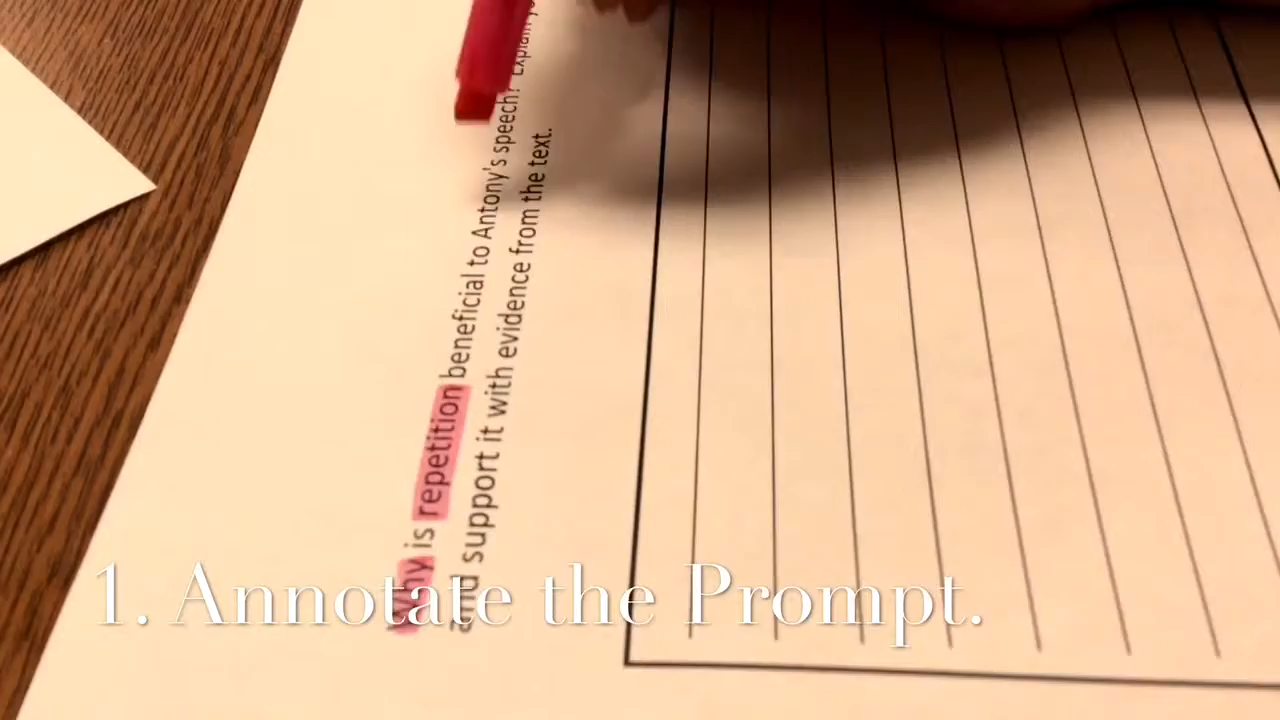 Why is repetition beneficial to Antony's speech? Explain
and support it with evidence from the text.
1. Annotate the Prompt.